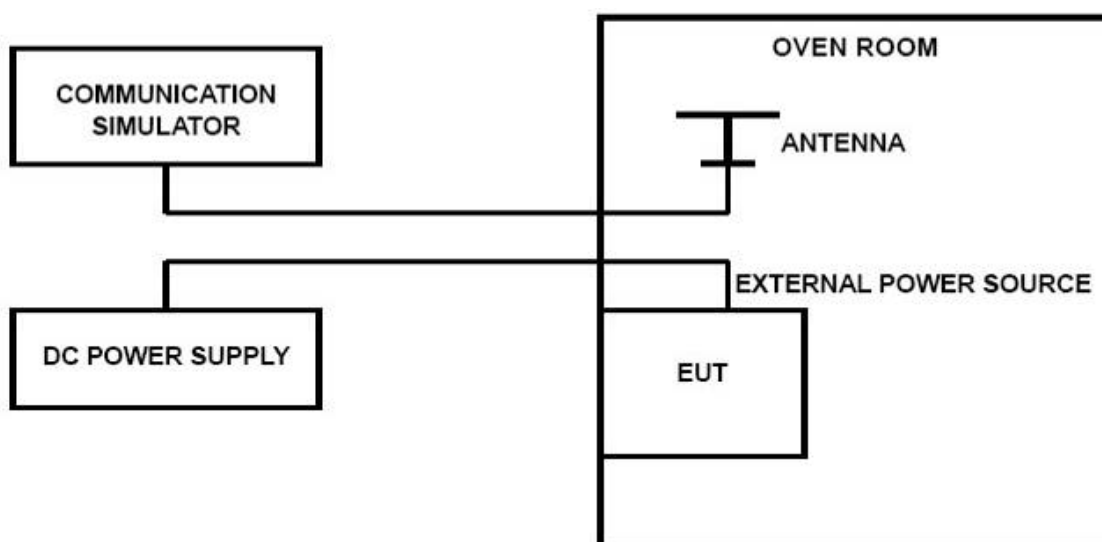 OVEN ROOM
COMMUNICATION
SIMULATOR
ANTENNA
EXTERNAL POWER SOURCE
DC POWER SUPPLY
EUT